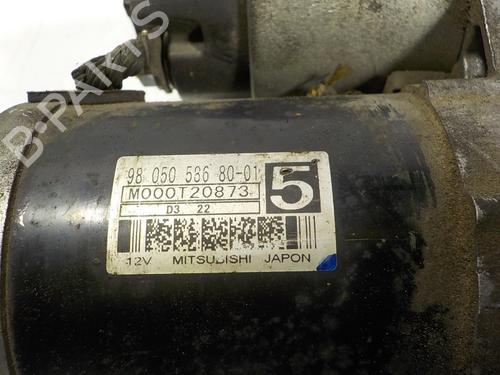 B-PARTS
98 050 586 80-01
M000T20873
5
D3 22
12V MITSUBISHI JAPON